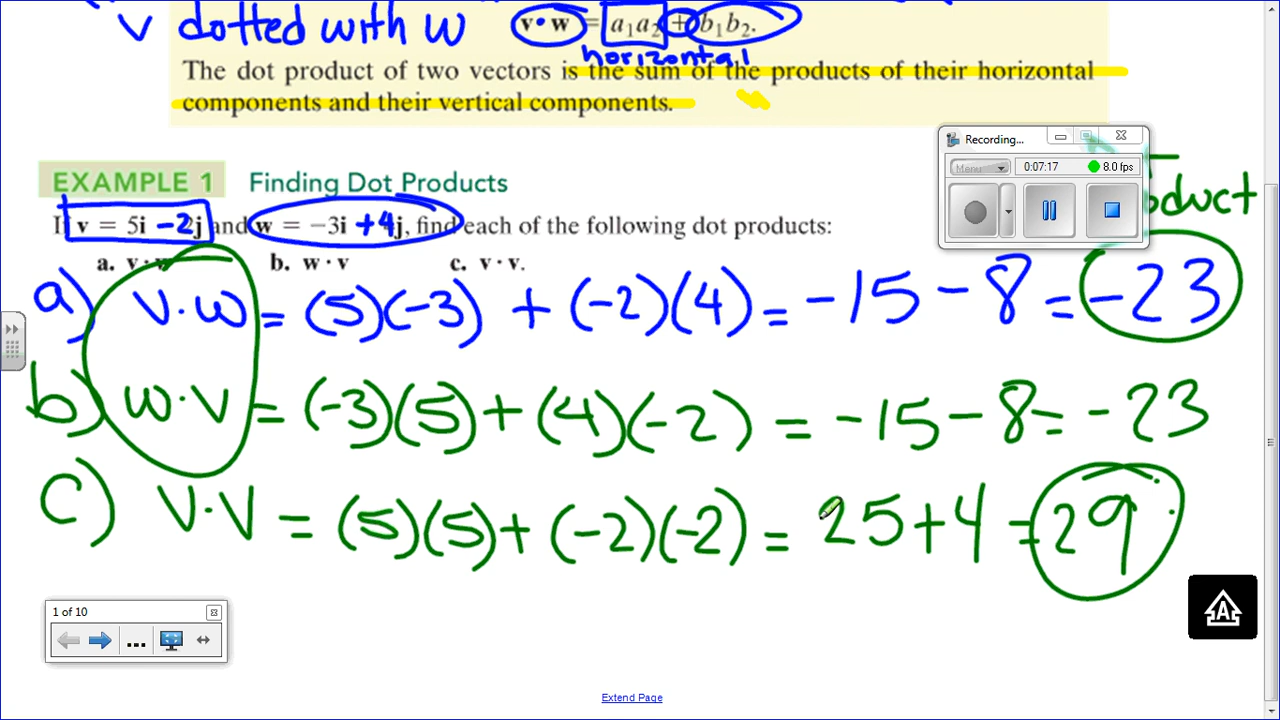 v dotted with w v · w = a₁a₂ + b₁b₂.
horizontal
The dot product of two vectors is the sum of the products of their horizontal
components and their vertical components.
Recording...
Menu 0:07:17 8.0 fps
EXAMPLE 1 Finding Dot Products
If v = 5i -2j and w = −3i +4j, find each of the following dot products:
a. v · w b. w · v c. v · v.
a) v·w = (5)(-3) + (-2)(4) = -15 - 8 = -23
b) w·v = (-3)(5) + (4)(-2) = -15 - 8 = -23
c) v·v = (5)(5) + (-2)(-2) = 25 + 4 = 29
1 of 10
...
A
Extend Page